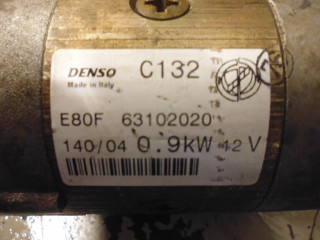 DENSO C132
Made in Italy
E80F 63102020
140/04 0.9kW 12 V